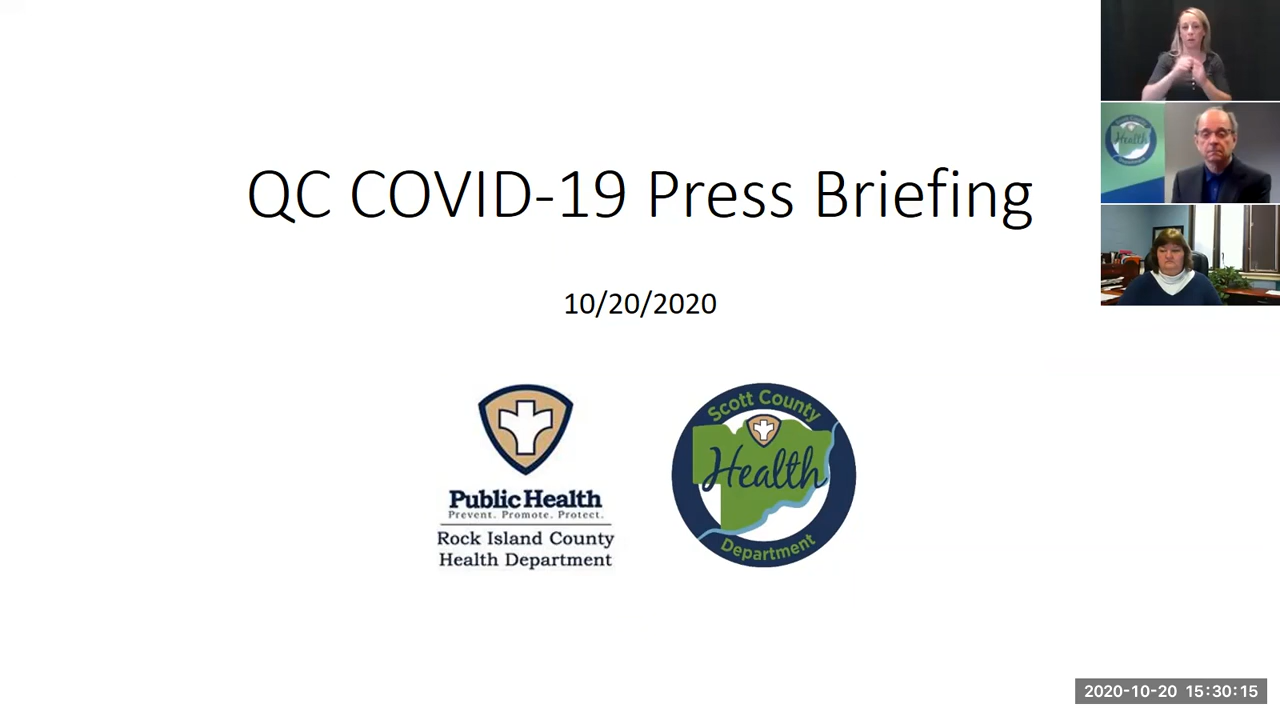 QC COVID-19 Press Briefing
10/20/2020
Public Health
Prevent. Promote. Protect.
Rock Island County
Health Department
Scott County
Health
Department
Health
2020-10-20 15:30:15